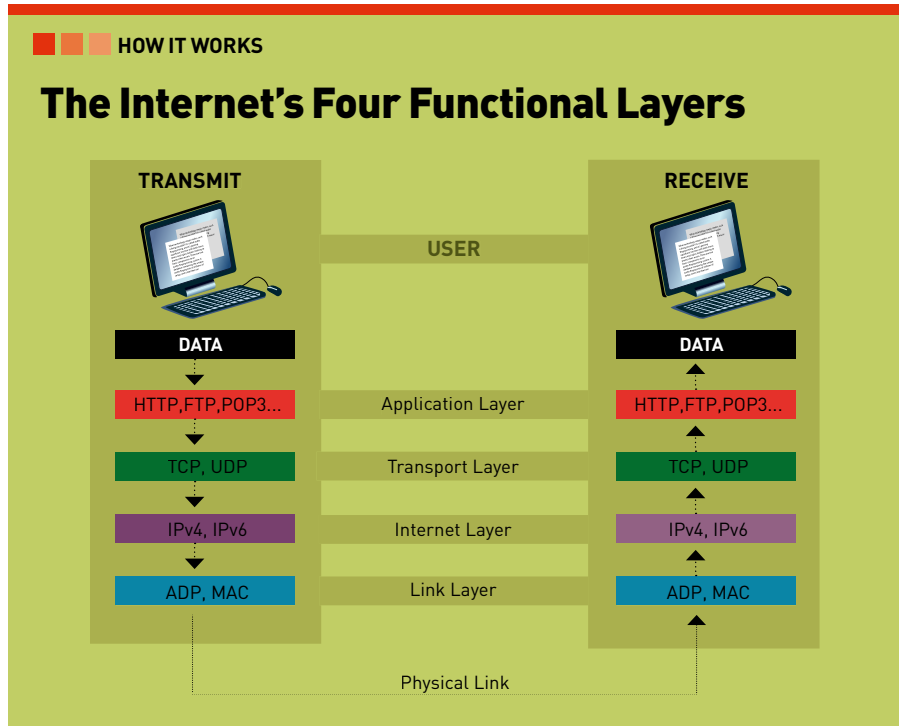 HOW IT WORKS
The Internet's Four Functional Layers
TRANSMIT
RECEIVE
USER
DATA
DATA
HTTP,FTP,POP3...
Application Layer
HTTP,FTP,POP3...
TCP, UDP
Transport Layer
TCP, UDP
IPv4, IPv6
Internet Layer
IPv4, IPv6
ADP, MAC
Link Layer
ADP, MAC
Physical Link